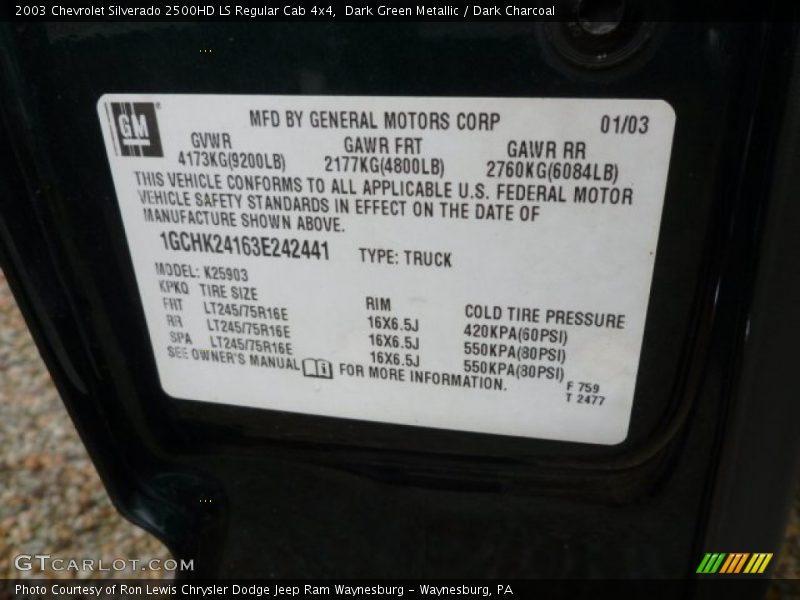 2003 Chevrolet Silverado 2500HD LS Regular Cab 4x4, Dark Green Metallic / Dark Charcoal
GM
MFD BY GENERAL MOTORS CORP 01/03
GVWR GAWR FRT GAWR RR
4173KG(9200LB) 2177KG(4800LB) 2760KG(6084LB)
THIS VEHICLE CONFORMS TO ALL APPLICABLE U.S. FEDERAL MOTOR
VEHICLE SAFETY STANDARDS IN EFFECT ON THE DATE OF
MANUFACTURE SHOWN ABOVE.
1GCHK24163E242441 TYPE: TRUCK
MODEL: K25903
KPKQ TIRE SIZE RIM COLD TIRE PRESSURE
FRT LT245/75R16E 16X6.5J 420KPA(60PSI)
RR LT245/75R16E 16X6.5J 550KPA(80PSI)
SPA LT245/75R16E 16X6.5J 550KPA(80PSI)
SEE OWNER'S MANUAL FOR MORE INFORMATION.
F 759
T 2477
GTCARLOT.COM
Photo Courtesy of Ron Lewis Chrysler Dodge Jeep Ram Waynesburg - Waynesburg, PA